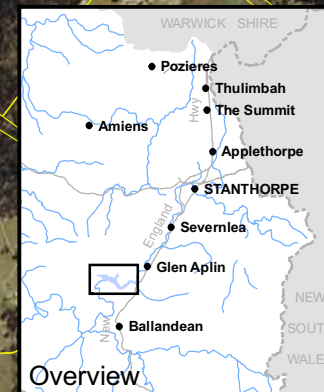 WARWICK SHIRE
Pozieres
Thulimbah
Hwy
The Summit
Amiens
Applethorpe
STANTHORPE
England
Severnlea
Glen Aplin
NEW
New
Ballandean
SOUTH
WALE
Overview